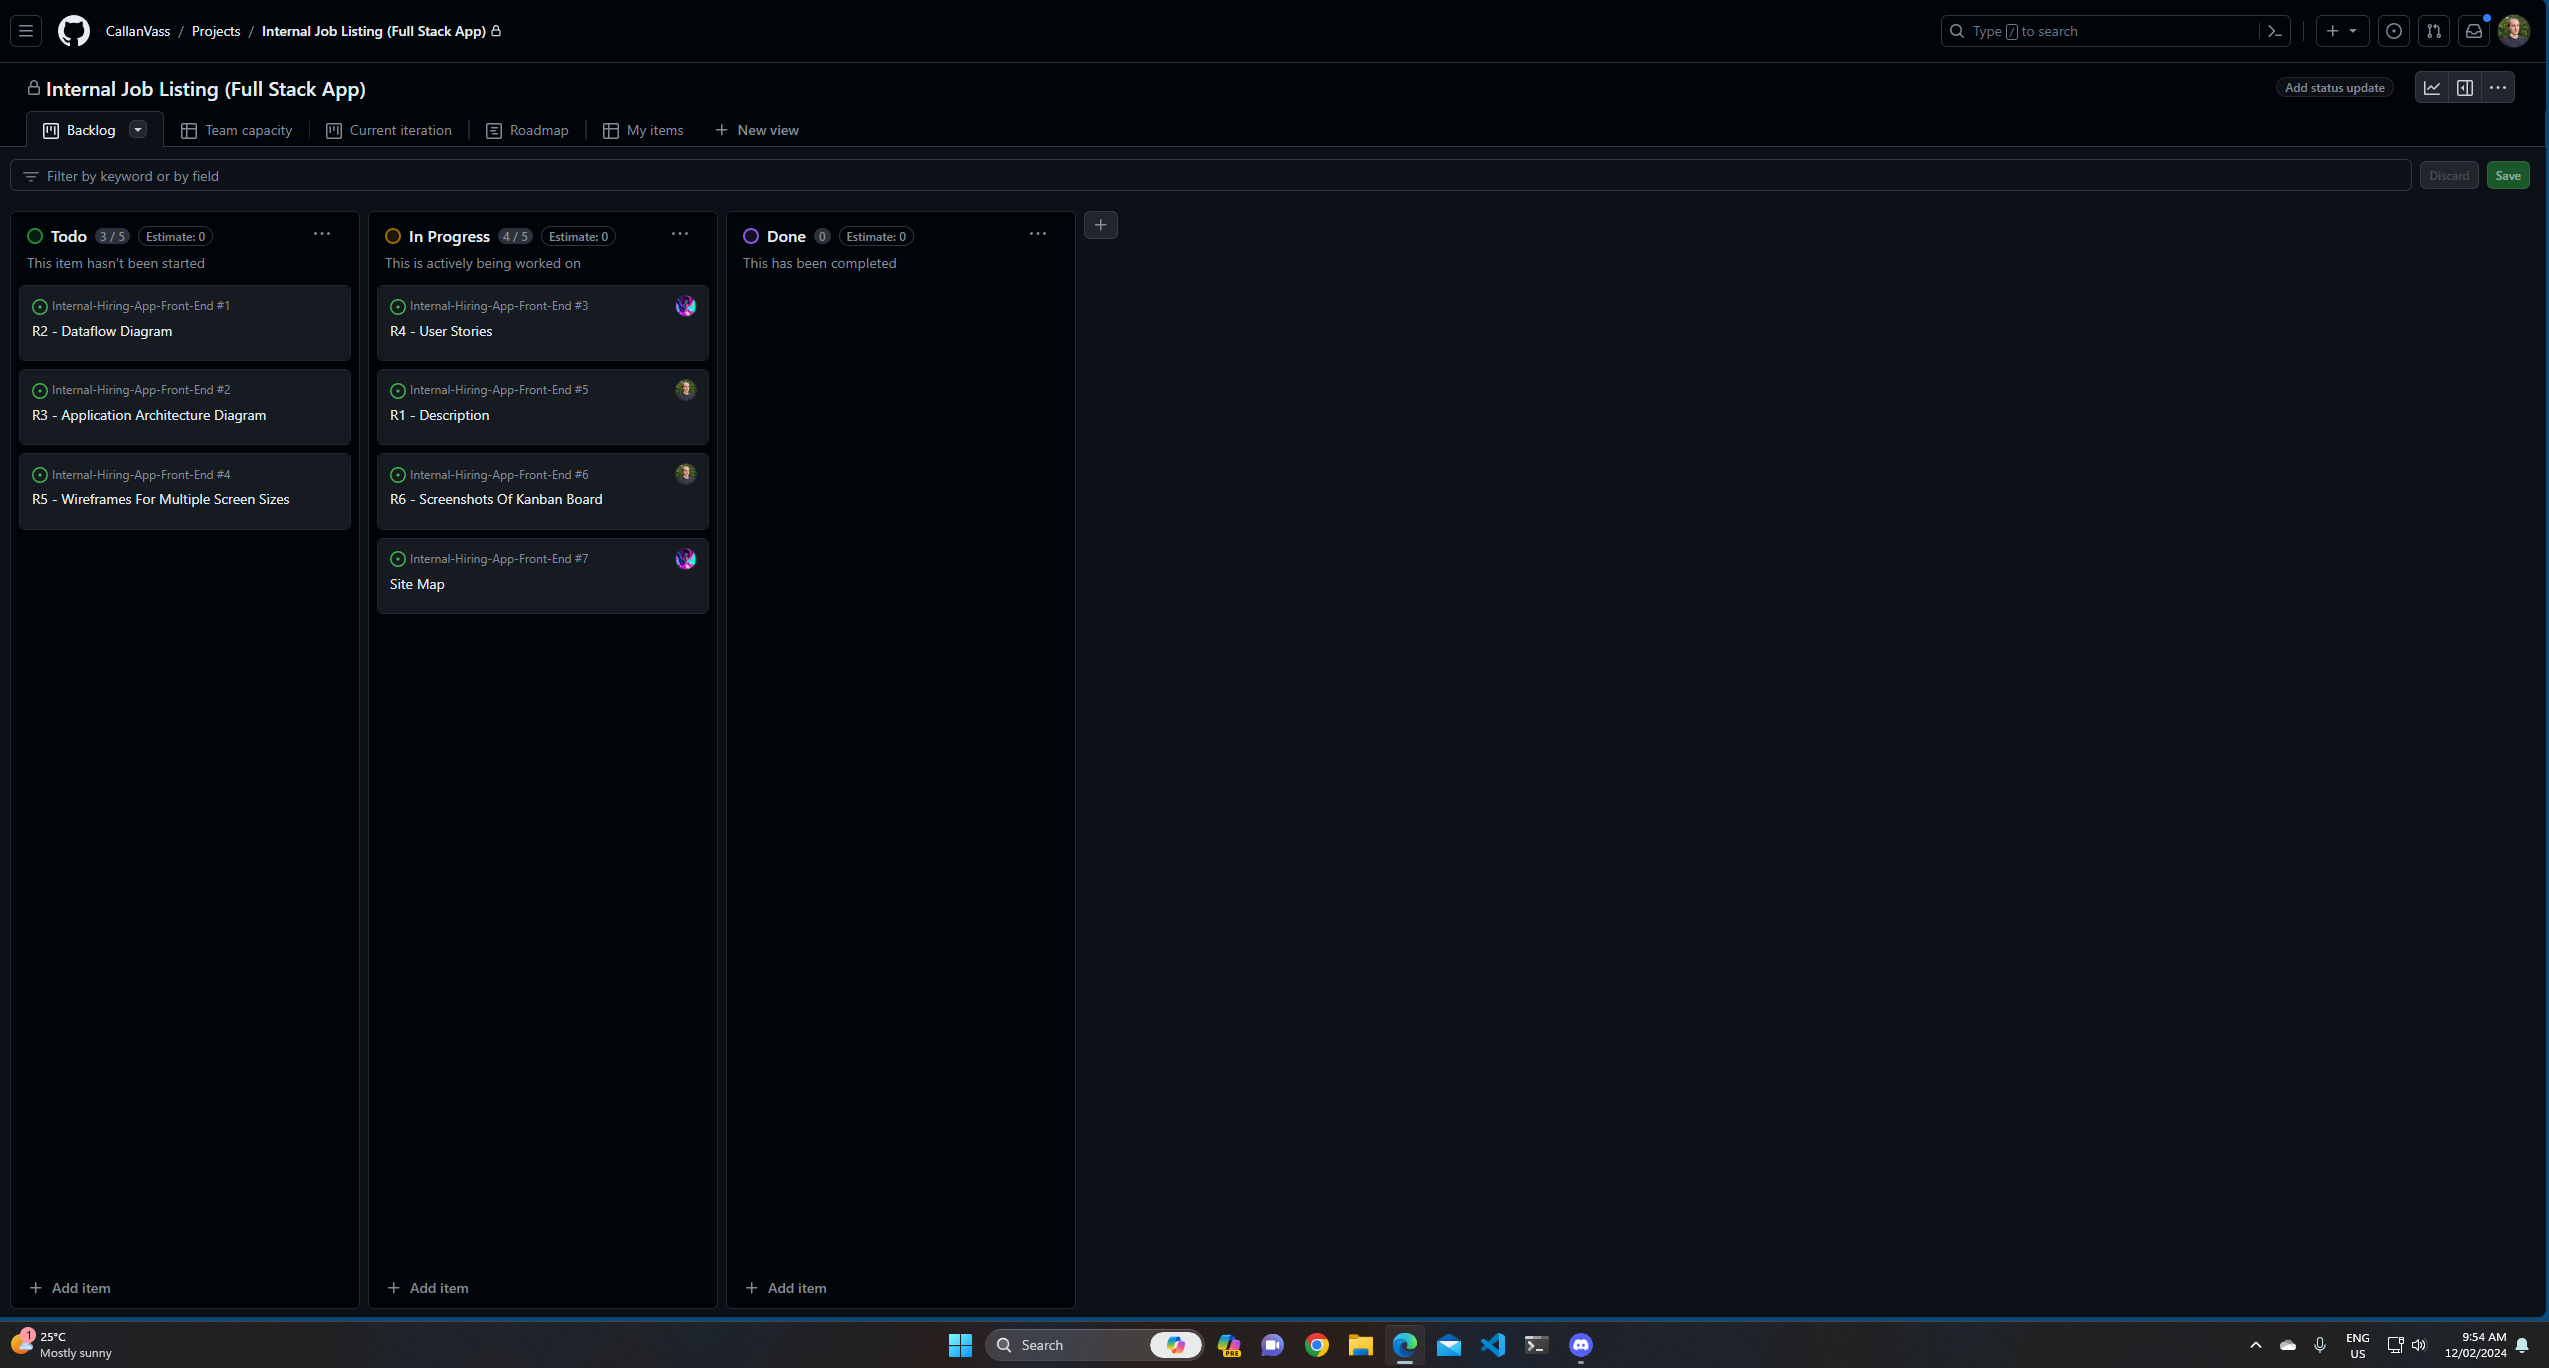 CallanVass / Projects / Internal Job Listing (Full Stack App)
Type / to search
Internal Job Listing (Full Stack App)
Add status update
Backlog
Team capacity
Current iteration
Roadmap
My items
New view
Filter by keyword or by field
Discard
Save
Todo 3 / 5 Estimate: 0
This item hasn't been started
Internal-Hiring-App-Front-End #1
R2 - Dataflow Diagram
Internal-Hiring-App-Front-End #2
R3 - Application Architecture Diagram
Internal-Hiring-App-Front-End #4
R5 - Wireframes For Multiple Screen Sizes
Add item
In Progress 4 / 5 Estimate: 0
This is actively being worked on
Internal-Hiring-App-Front-End #3
R4 - User Stories
Internal-Hiring-App-Front-End #5
R1 - Description
Internal-Hiring-App-Front-End #6
R6 - Screenshots Of Kanban Board
Internal-Hiring-App-Front-End #7
Site Map
Add item
Done 0 Estimate: 0
This has been completed
Add item
1
25°C
Mostly sunny
Search
PRE
ENG
US
9:54 AM
12/02/2024